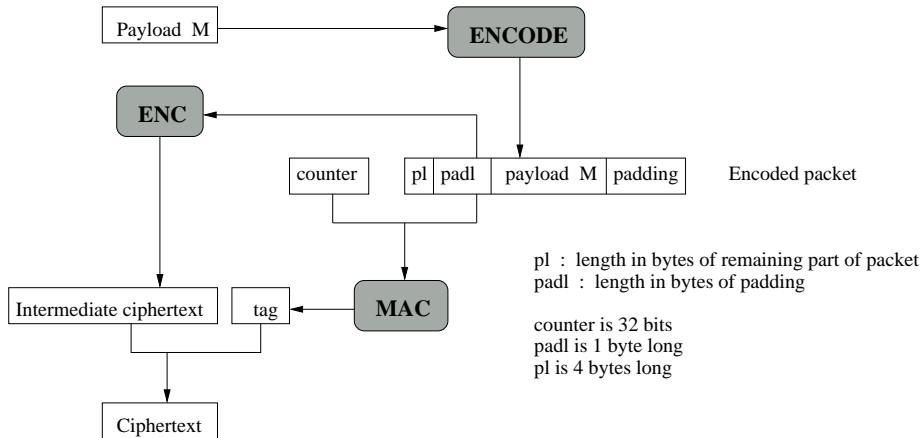 Payload M
ENCODE
ENC
counter
pl
padl
payload M
padding
Encoded packet
pl : length in bytes of remaining part of packet
padl : length in bytes of padding
Intermediate ciphertext
tag
MAC
counter is 32 bits
padl is 1 byte long
pl is 4 bytes long
Ciphertext